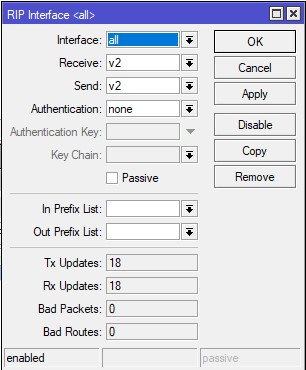 RIP Interface <all>
Interface: all
OK
Receive: v2
Cancel
Send: v2
Apply
Authentication: none
Authentication Key:
Disable
Key Chain:
Copy
Passive
Remove
In Prefix List:
Out Prefix List:
Tx Updates: 18
Rx Updates: 18
Bad Packets: 0
Bad Routes: 0
enabled
passive